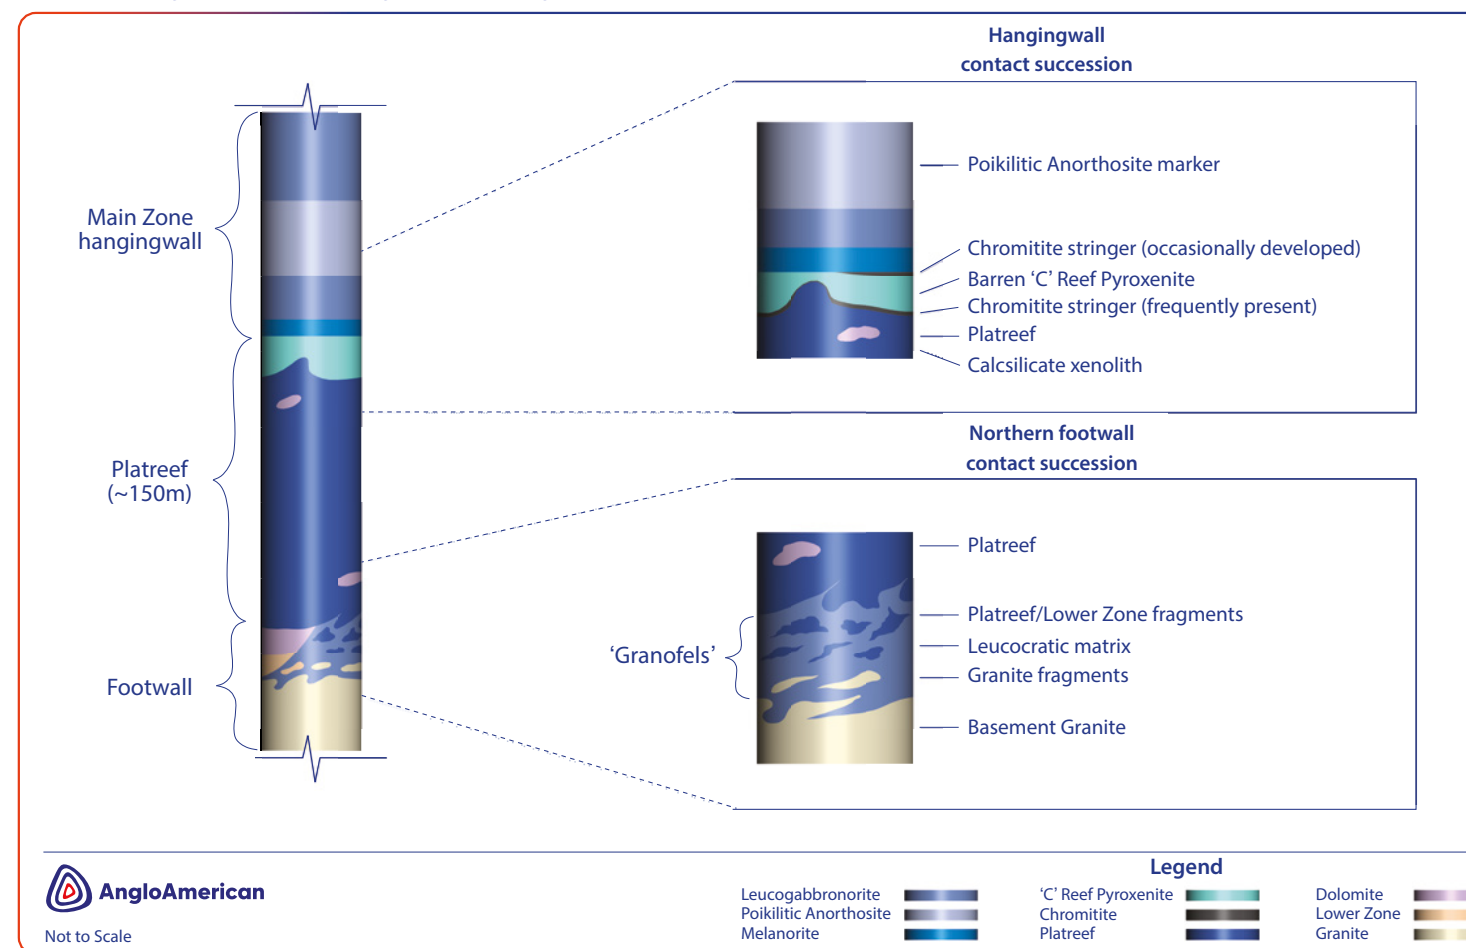 Hangingwall
contact succession
Main Zone
hangingwall
Platreef
(~150m)
Footwall
Poikilitic Anorthosite marker
Chromitite stringer (occasionally developed)
Barren ‘C’ Reef Pyroxenite
Chromitite stringer (frequently present)
Platreef
Calcsilicate xenolith
Northern footwall
contact succession
‘Granofels’
Platreef
Platreef/Lower Zone fragments
Leucocratic matrix
Granite fragments
Basement Granite
AngloAmerican
Not to Scale
Legend
Leucogabbronorite
Poikilitic Anorthosite
Melanorite
‘C’ Reef Pyroxenite
Chromitite
Platreef
Dolomite
Lower Zone
Granite